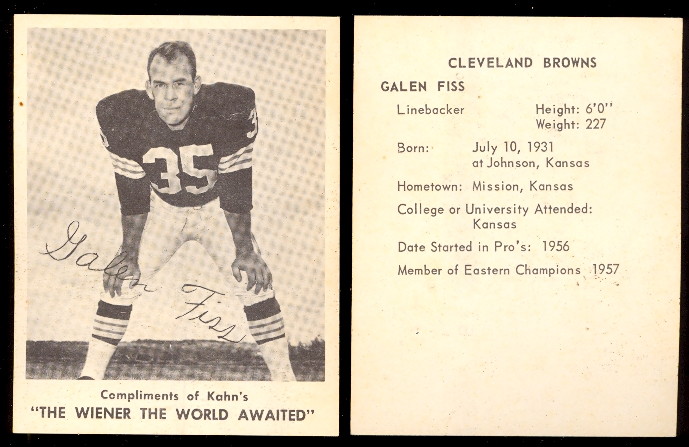 35
35
Galen Fiss
Compliments of Kahn's
"THE WIENER THE WORLD AWAITED"
CLEVELAND BROWNS
GALEN FISS
Linebacker Height: 6'0"
Weight: 227
Born: July 10, 1931
at Johnson, Kansas
Hometown: Mission, Kansas
College or University Attended:
Kansas
Date Started in Pro's: 1956
Member of Eastern Champions 1957